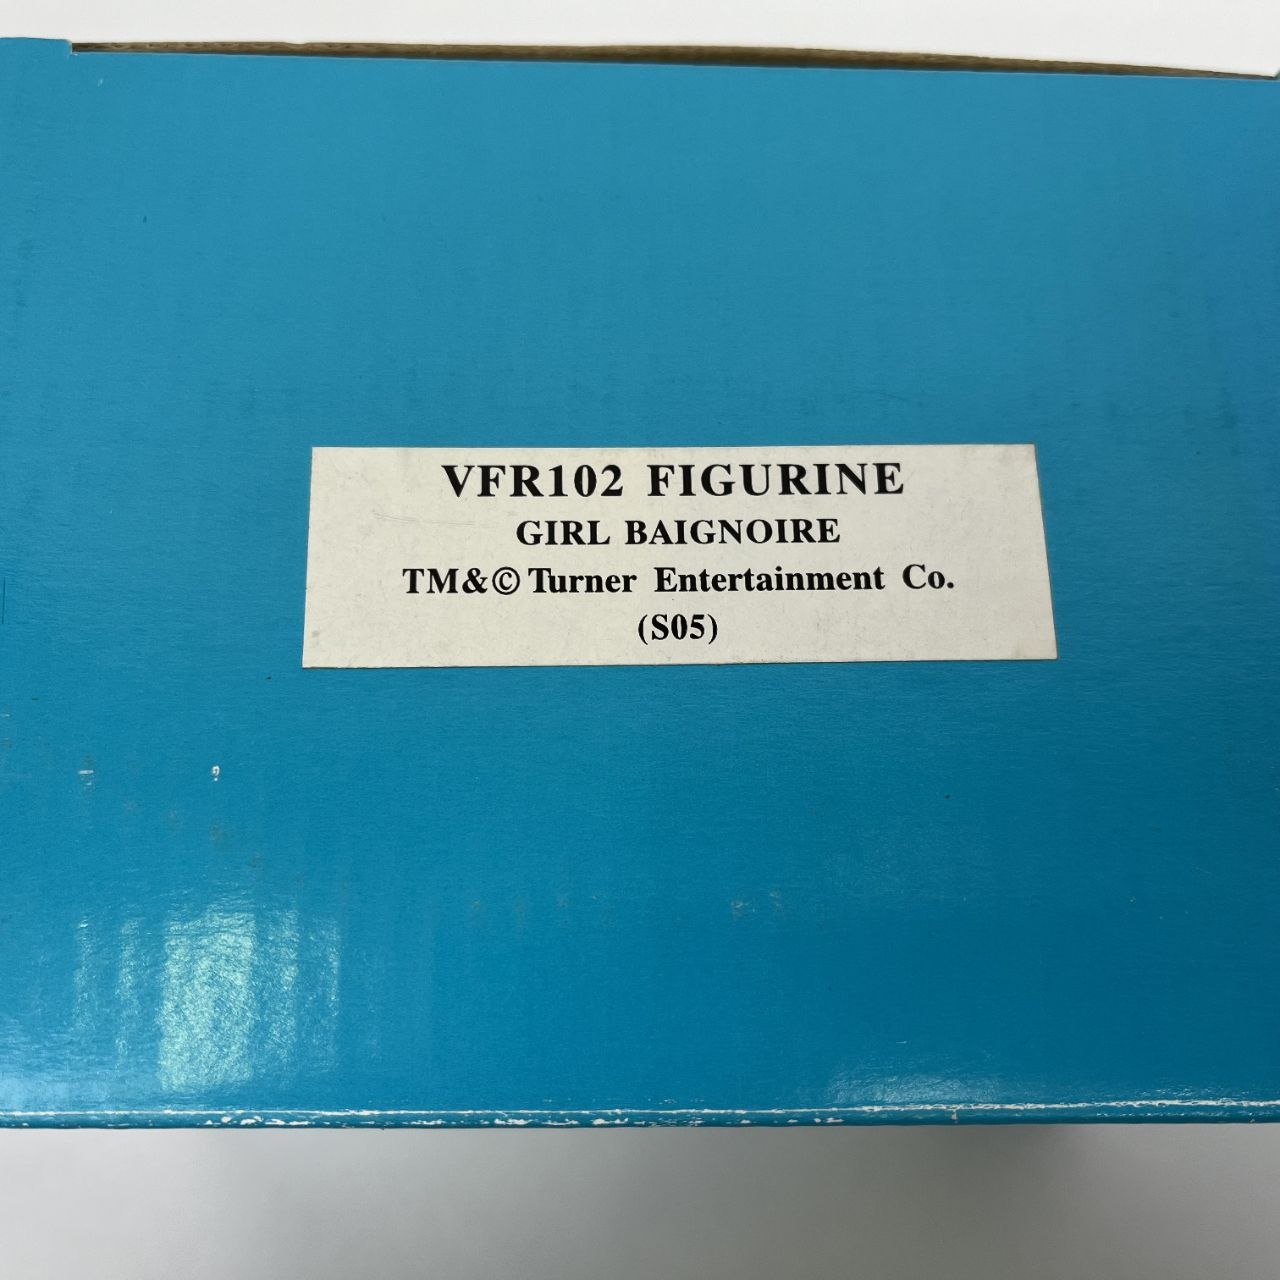 VFR102 FIGURINE
GIRL BAIGNOIRE
TM&© Turner Entertainment Co.
(S05)